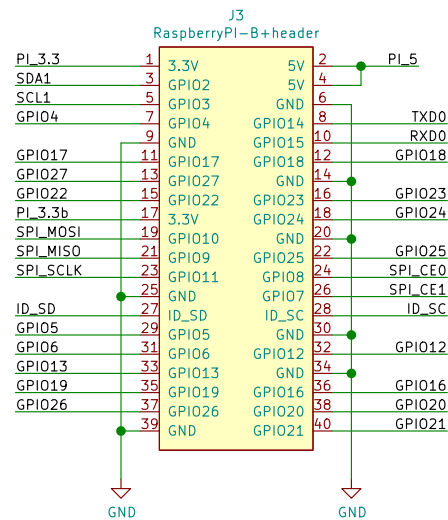 J3
RaspberryPI-B+header
PI_3.3 1 3.3V 5V 2 PI_5
SDA1 3 GPIO2 5V 4
SCL1 5 GPIO3 GND 6
GPIO4 7 GPIO4 GPIO14 8 TXD0
9 GND GPIO15 10 RXD0
GPIO17 11 GPIO17 GPIO18 12 GPIO18
GPIO27 13 GPIO27 GND 14
GPIO22 15 GPIO22 GPIO23 16 GPIO23
PI_3.3b 17 3.3V GPIO24 18 GPIO24
SPI_MOSI 19 GPIO10 GND 20
SPI_MISO 21 GPIO9 GPIO25 22 GPIO25
SPI_SCLK 23 GPIO11 GPIO8 24 SPI_CE0
25 GND GPIO7 26 SPI_CE1
ID_SD 27 ID_SD ID_SC 28 ID_SC
GPIO5 29 GPIO5 GND 30
GPIO6 31 GPIO6 GPIO12 32 GPIO12
GPIO13 33 GPIO13 GND 34
GPIO19 35 GPIO19 GPIO16 36 GPIO16
GPIO26 37 GPIO26 GPIO20 38 GPIO20
39 GND GPIO21 40 GPIO21
GND GND